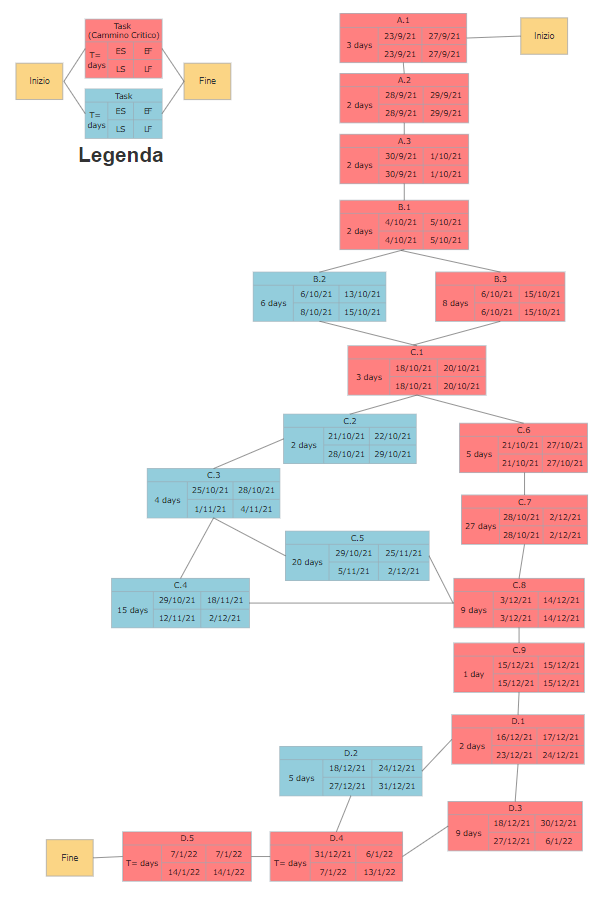 Task
(Cammino Critico)
T=
days
ES EF
LS LF
Inizio
Fine
Task
T=
days
ES EF
LS LF
Legenda
A.1
3 days
23/9/21 27/9/21
23/9/21 27/9/21
Inizio
A.2
2 days
28/9/21 29/9/21
28/9/21 29/9/21
A.3
2 days
30/9/21 1/10/21
30/9/21 1/10/21
B.1
2 days
4/10/21 5/10/21
4/10/21 5/10/21
B.2
6 days
6/10/21 13/10/21
8/10/21 15/10/21
B.3
8 days
6/10/21 15/10/21
6/10/21 15/10/21
C.1
3 days
18/10/21 20/10/21
18/10/21 20/10/21
C.2
2 days
21/10/21 22/10/21
28/10/21 29/10/21
C.6
5 days
21/10/21 27/10/21
21/10/21 27/10/21
C.3
4 days
25/10/21 28/10/21
1/11/21 4/11/21
C.7
27 days
28/10/21 2/12/21
28/10/21 2/12/21
C.5
20 days
29/10/21 25/11/21
5/11/21 2/12/21
C.4
15 days
29/10/21 18/11/21
12/11/21 2/12/21
C.8
9 days
3/12/21 14/12/21
3/12/21 14/12/21
C.9
1 day
15/12/21 15/12/21
15/12/21 15/12/21
D.1
2 days
16/12/21 17/12/21
23/12/21 24/12/21
D.2
5 days
18/12/21 24/12/21
27/12/21 31/12/21
D.3
9 days
18/12/21 30/12/21
27/12/21 6/1/22
Fine
D.5
T= days
7/1/22 7/1/22
14/1/22 14/1/22
D.4
T= days
31/12/21 6/1/22
7/1/22 13/1/22